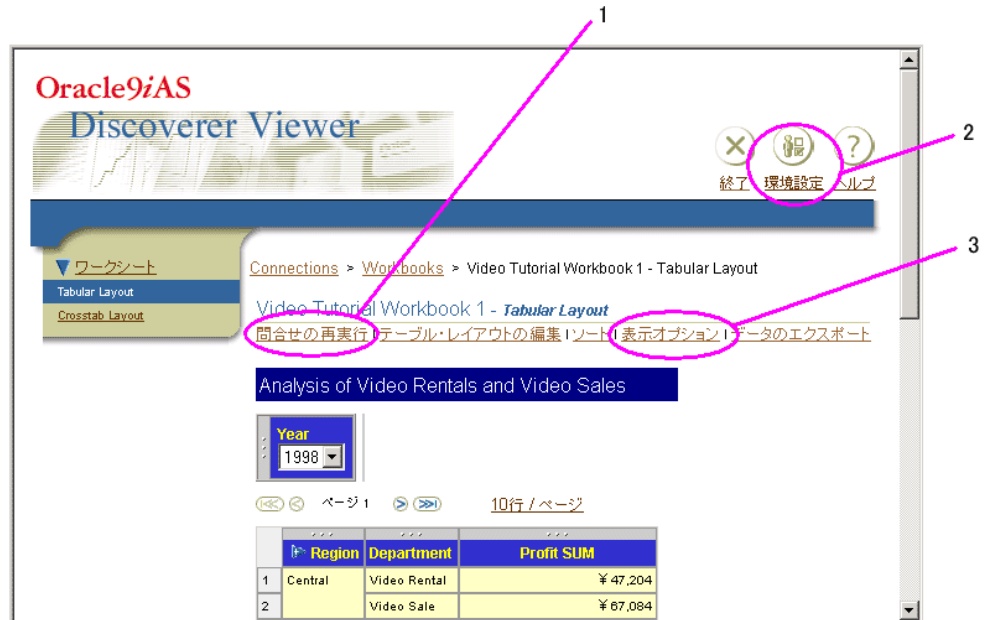 1
Oracle9iAS
Discoverer Viewer
2
終了 環境設定 ヘルプ
3
ワークシート
Tabular Layout
Crosstab Layout
Connections > Workbooks > Video Tutorial Workbook 1 - Tabular Layout
Video Tutorial Workbook 1 - Tabular Layout
問合せの再実行 | テーブル・レイアウトの編集 | ソート | 表示オプション | データのエクスポート
Analysis of Video Rentals and Video Sales
Year
1998
ページ 1 10行 / ページ
Region Department Profit SUM
1 Central Video Rental ¥ 47,204
2 Video Sale ¥ 67,084